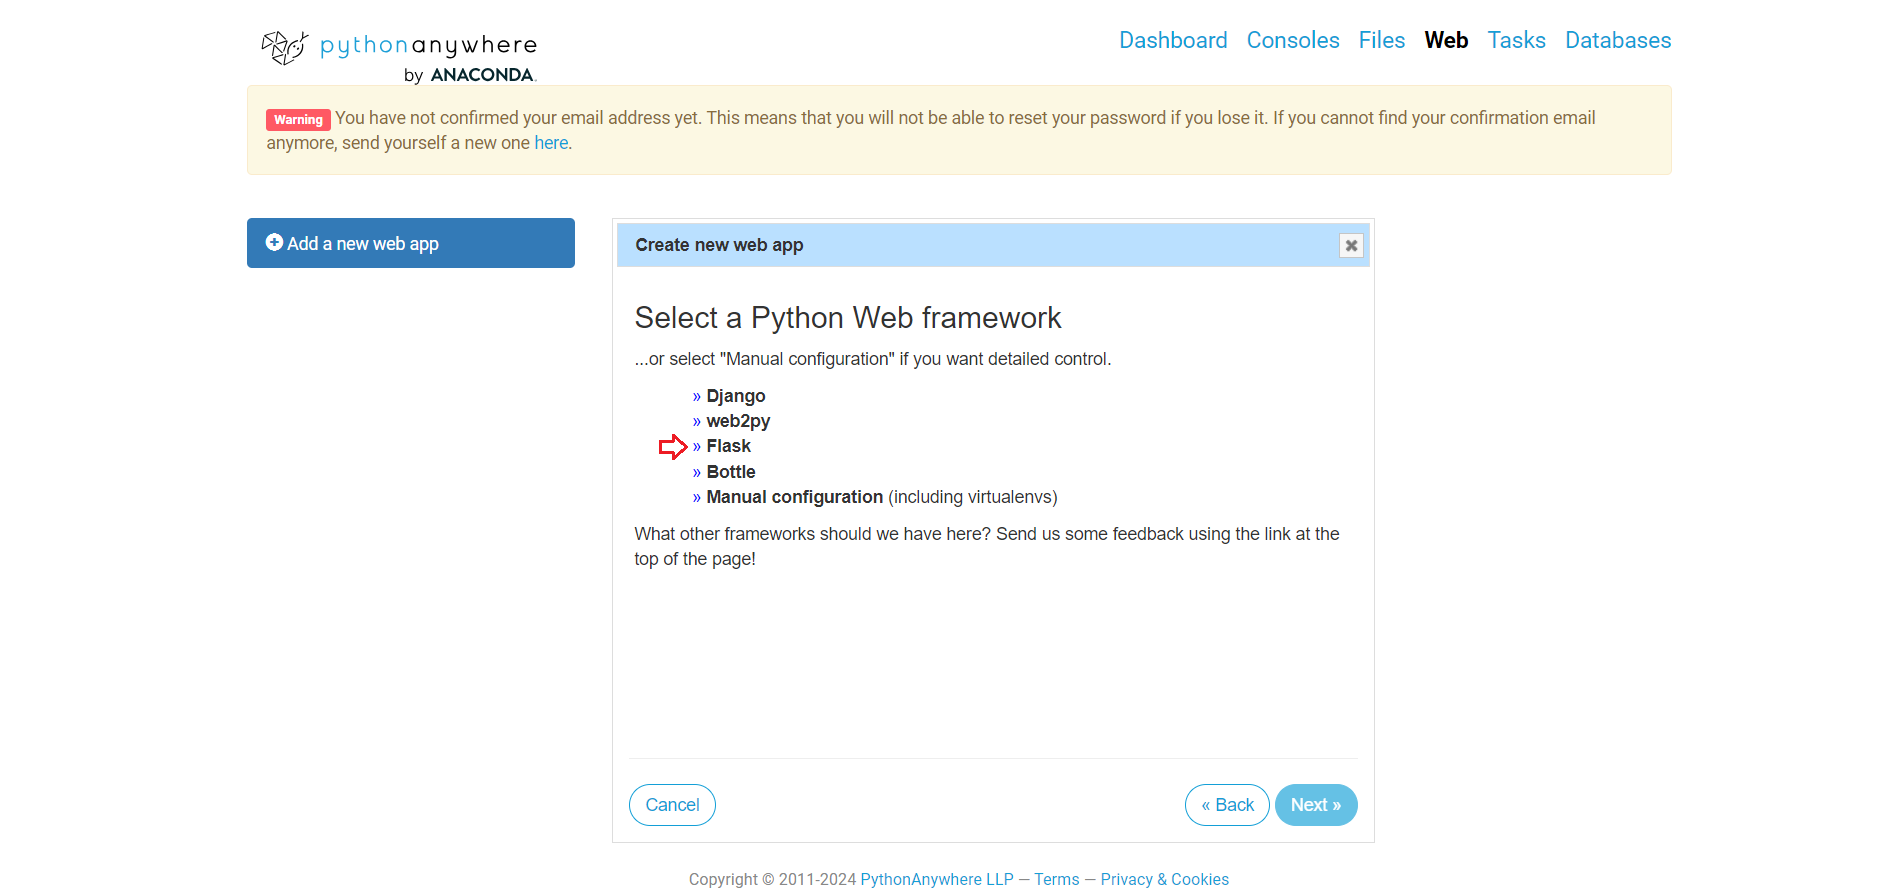 pythonanywhere
by ANACONDA.
Dashboard Consoles Files Web Tasks Databases
Warning You have not confirmed your email address yet. This means that you will not be able to reset your password if you lose it. If you cannot find your confirmation email
anymore, send yourself a new one here.
Add a new web app
Create new web app
Select a Python Web framework
...or select "Manual configuration" if you want detailed control.
» Django
» web2py
» Flask
» Bottle
» Manual configuration (including virtualenvs)
What other frameworks should we have here? Send us some feedback using the link at the
top of the page!
Cancel
« Back
Next »
Copyright © 2011-2024 PythonAnywhere LLP — Terms — Privacy & Cookies